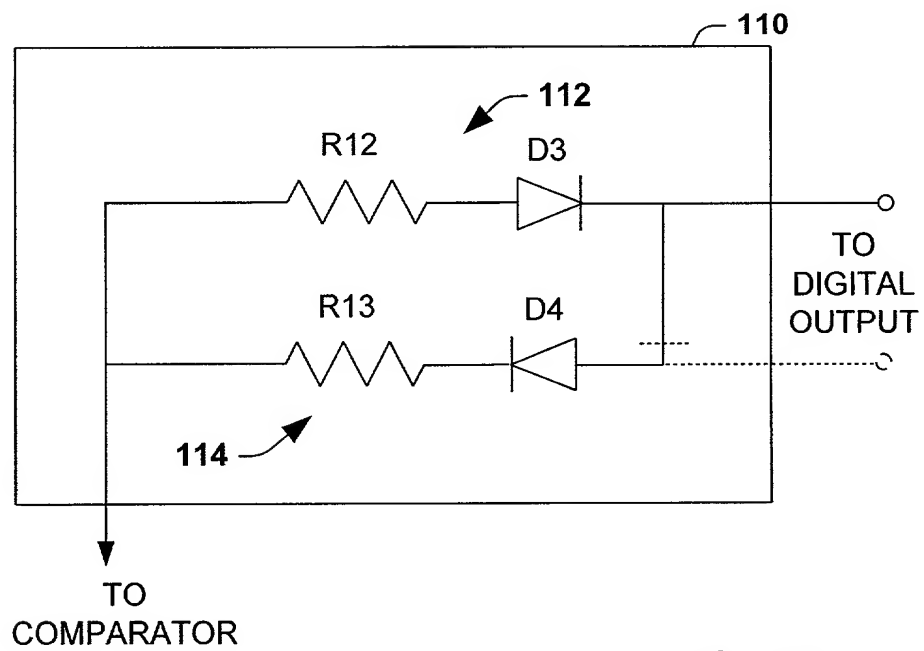 110
112
R12
D3
TO
DIGITAL
OUTPUT
R13
D4
114
TO
COMPARATOR